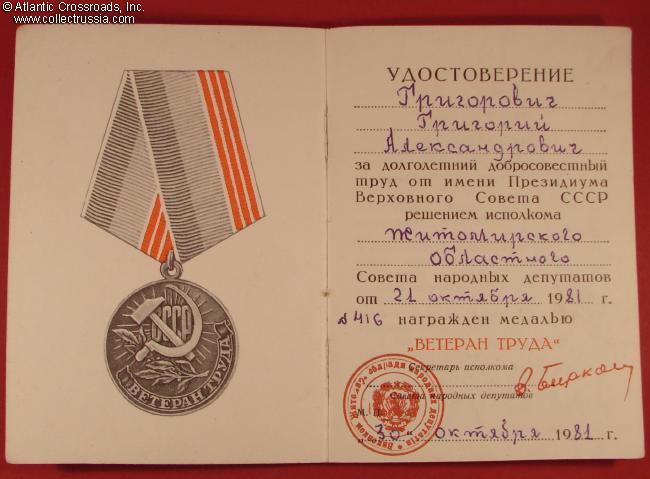 © Atlantic Crossroads, Inc.
www.collectrussia.com
СССР
ВЕТЕРАН ТРУДА
УДОСТОВЕРЕНИЕ
Григорович
Григорий
Александрович
за долголетний добросовестный
труд от имени Президиума
Верховного Совета СССР
решением исполкома
Житомирского
областного
Совета народных депутатов
от 21 октября 1981 г.
№416 награжден медалью
„ВЕТЕРАН ТРУДА“
Секретарь исполкома
Совета народных депутатов
М. П.
„30“ октября 1981 г.